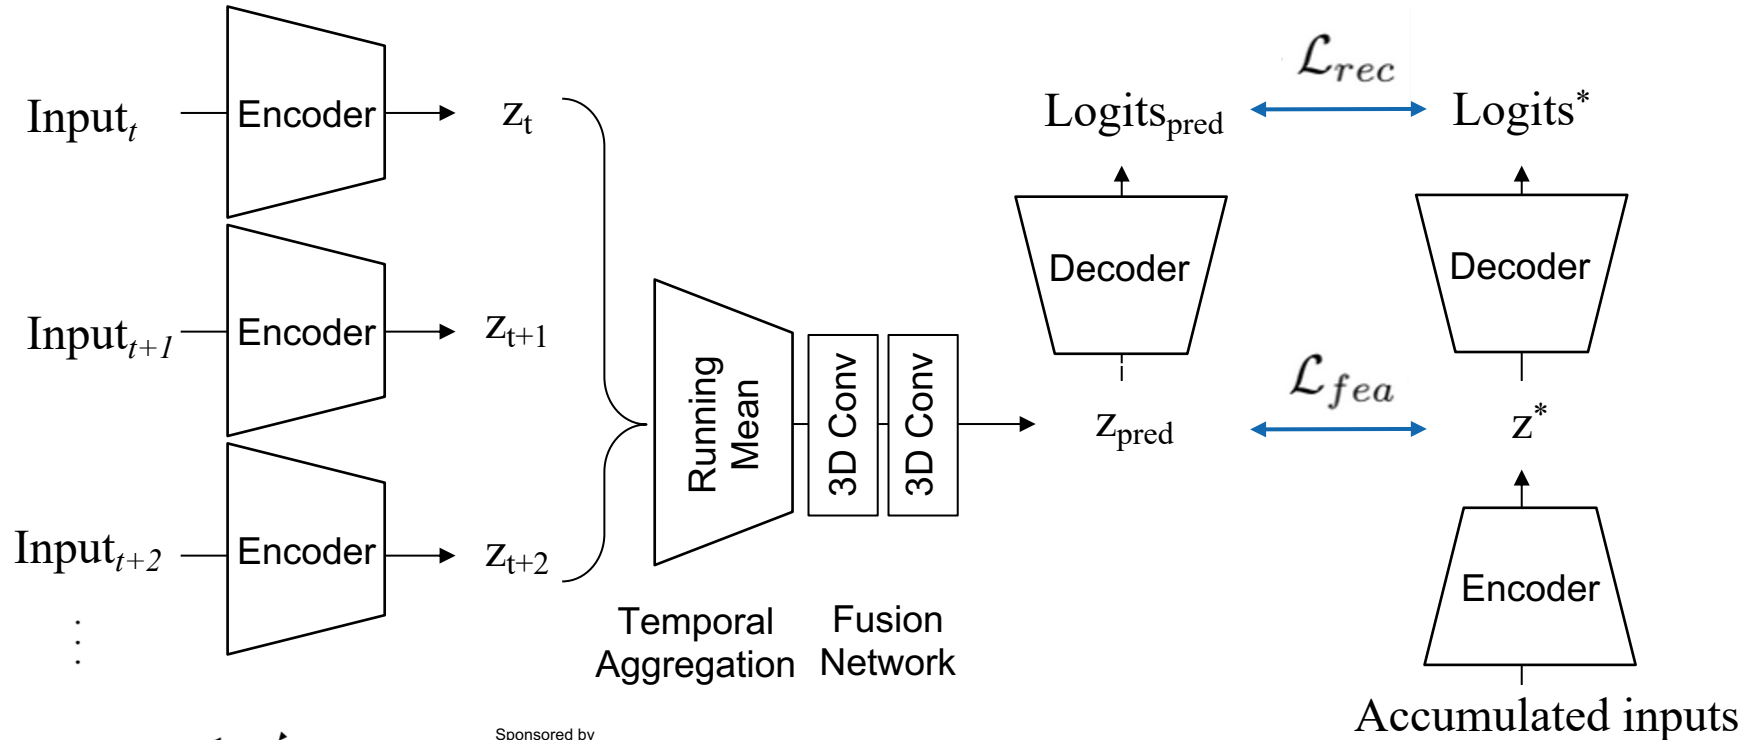 Input_t
Encoder
z_t
Input_{t+1}
Encoder
z_{t+1}
Input_{t+2}
Encoder
z_{t+2}
⋮
Running
Mean
3D Conv
3D Conv
Temporal
Aggregation
Fusion
Network
Logits_pred
ℒ_rec
Logits*
Decoder
Decoder
z_pred
ℒ_fea
z*
Encoder
Accumulated inputs
Sponsored by